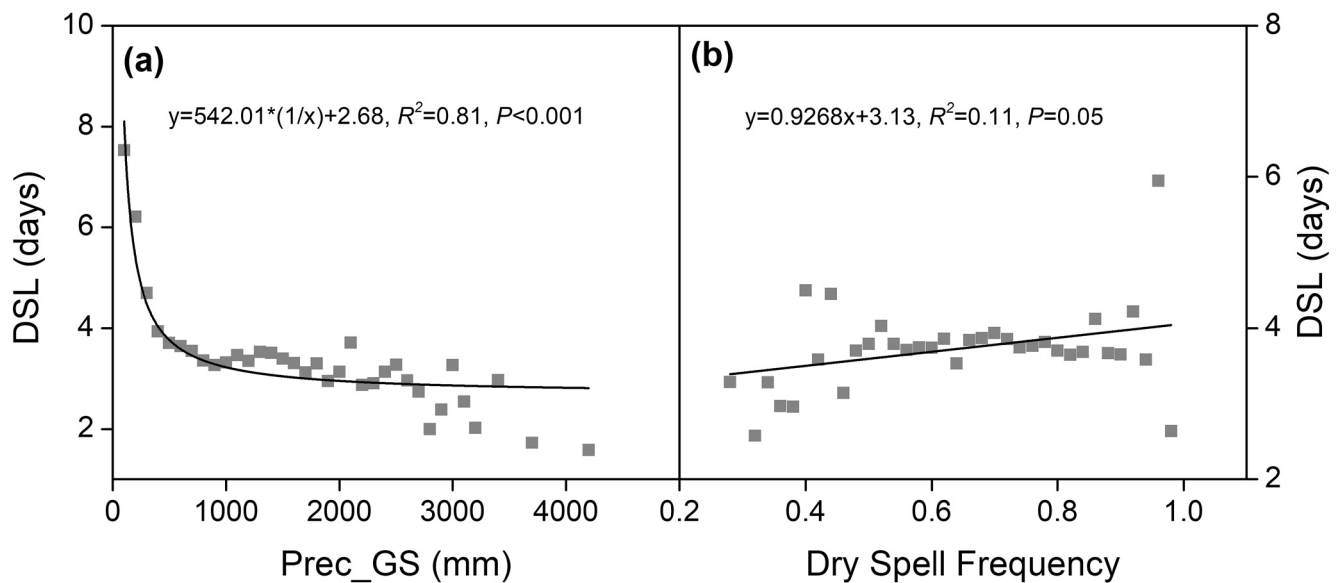 (a)
y=542.01*(1/x)+2.68, R²=0.81, P<0.001
10
8
6
4
2
DSL (days)
0 1000 2000 3000 4000
Prec_GS (mm)
(b)
y=0.9268x+3.13, R²=0.11, P=0.05
8
6
4
2
DSL (days)
0.2 0.4 0.6 0.8 1.0
Dry Spell Frequency